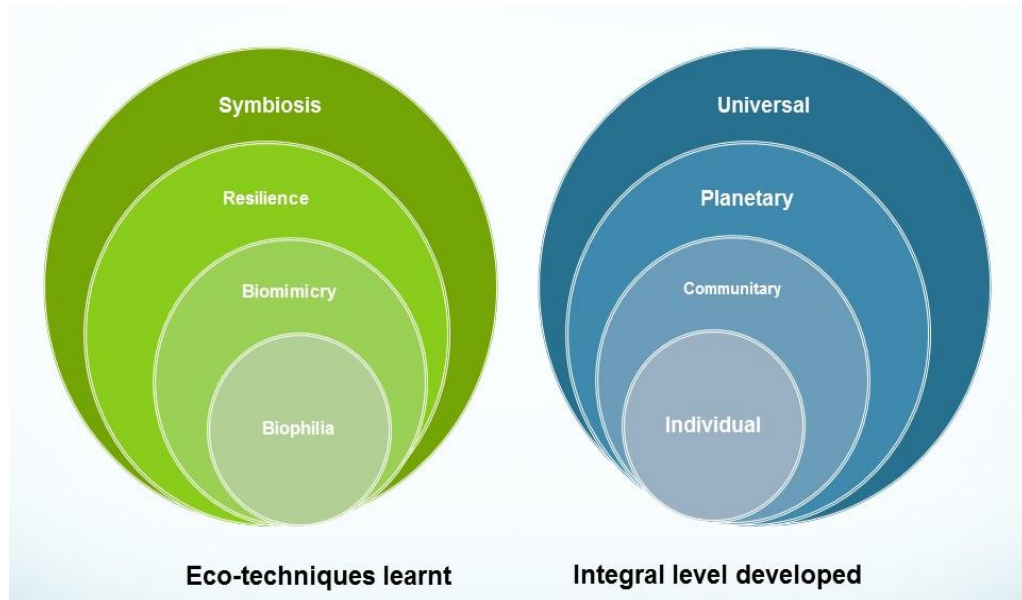 Symbiosis
Resilience
Biomimicry
Biophilia
Eco-techniques learnt
Universal
Planetary
Communitary
Individual
Integral level developed